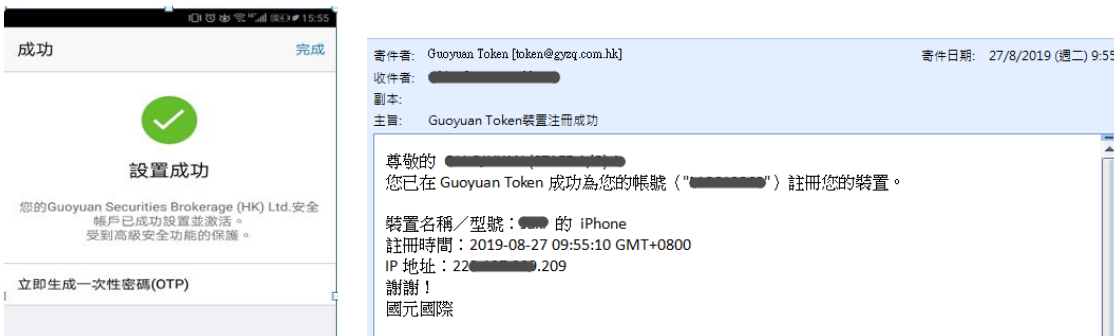 15:55
成功
完成
設置成功
您的Guoyuan Securities Brokerage (HK) Ltd.安全
帳戶已成功設置並激活。
受到高級安全功能的保護。
立即生成一次性密碼(OTP)
寄件者: Guoyuan Token [token@gyzq.com.hk]
寄件日期: 27/8/2019 (週二) 9:55
收件者:
副本:
主旨: Guoyuan Token裝置注冊成功
尊敬的
您已在 Guoyuan Token 成功為您的帳號（"
"）註冊您的裝置。
裝置名稱／型號：
的 iPhone
註冊時間：2019-08-27 09:55:10 GMT+0800
IP 地址：22
.209
謝謝！
國元國際